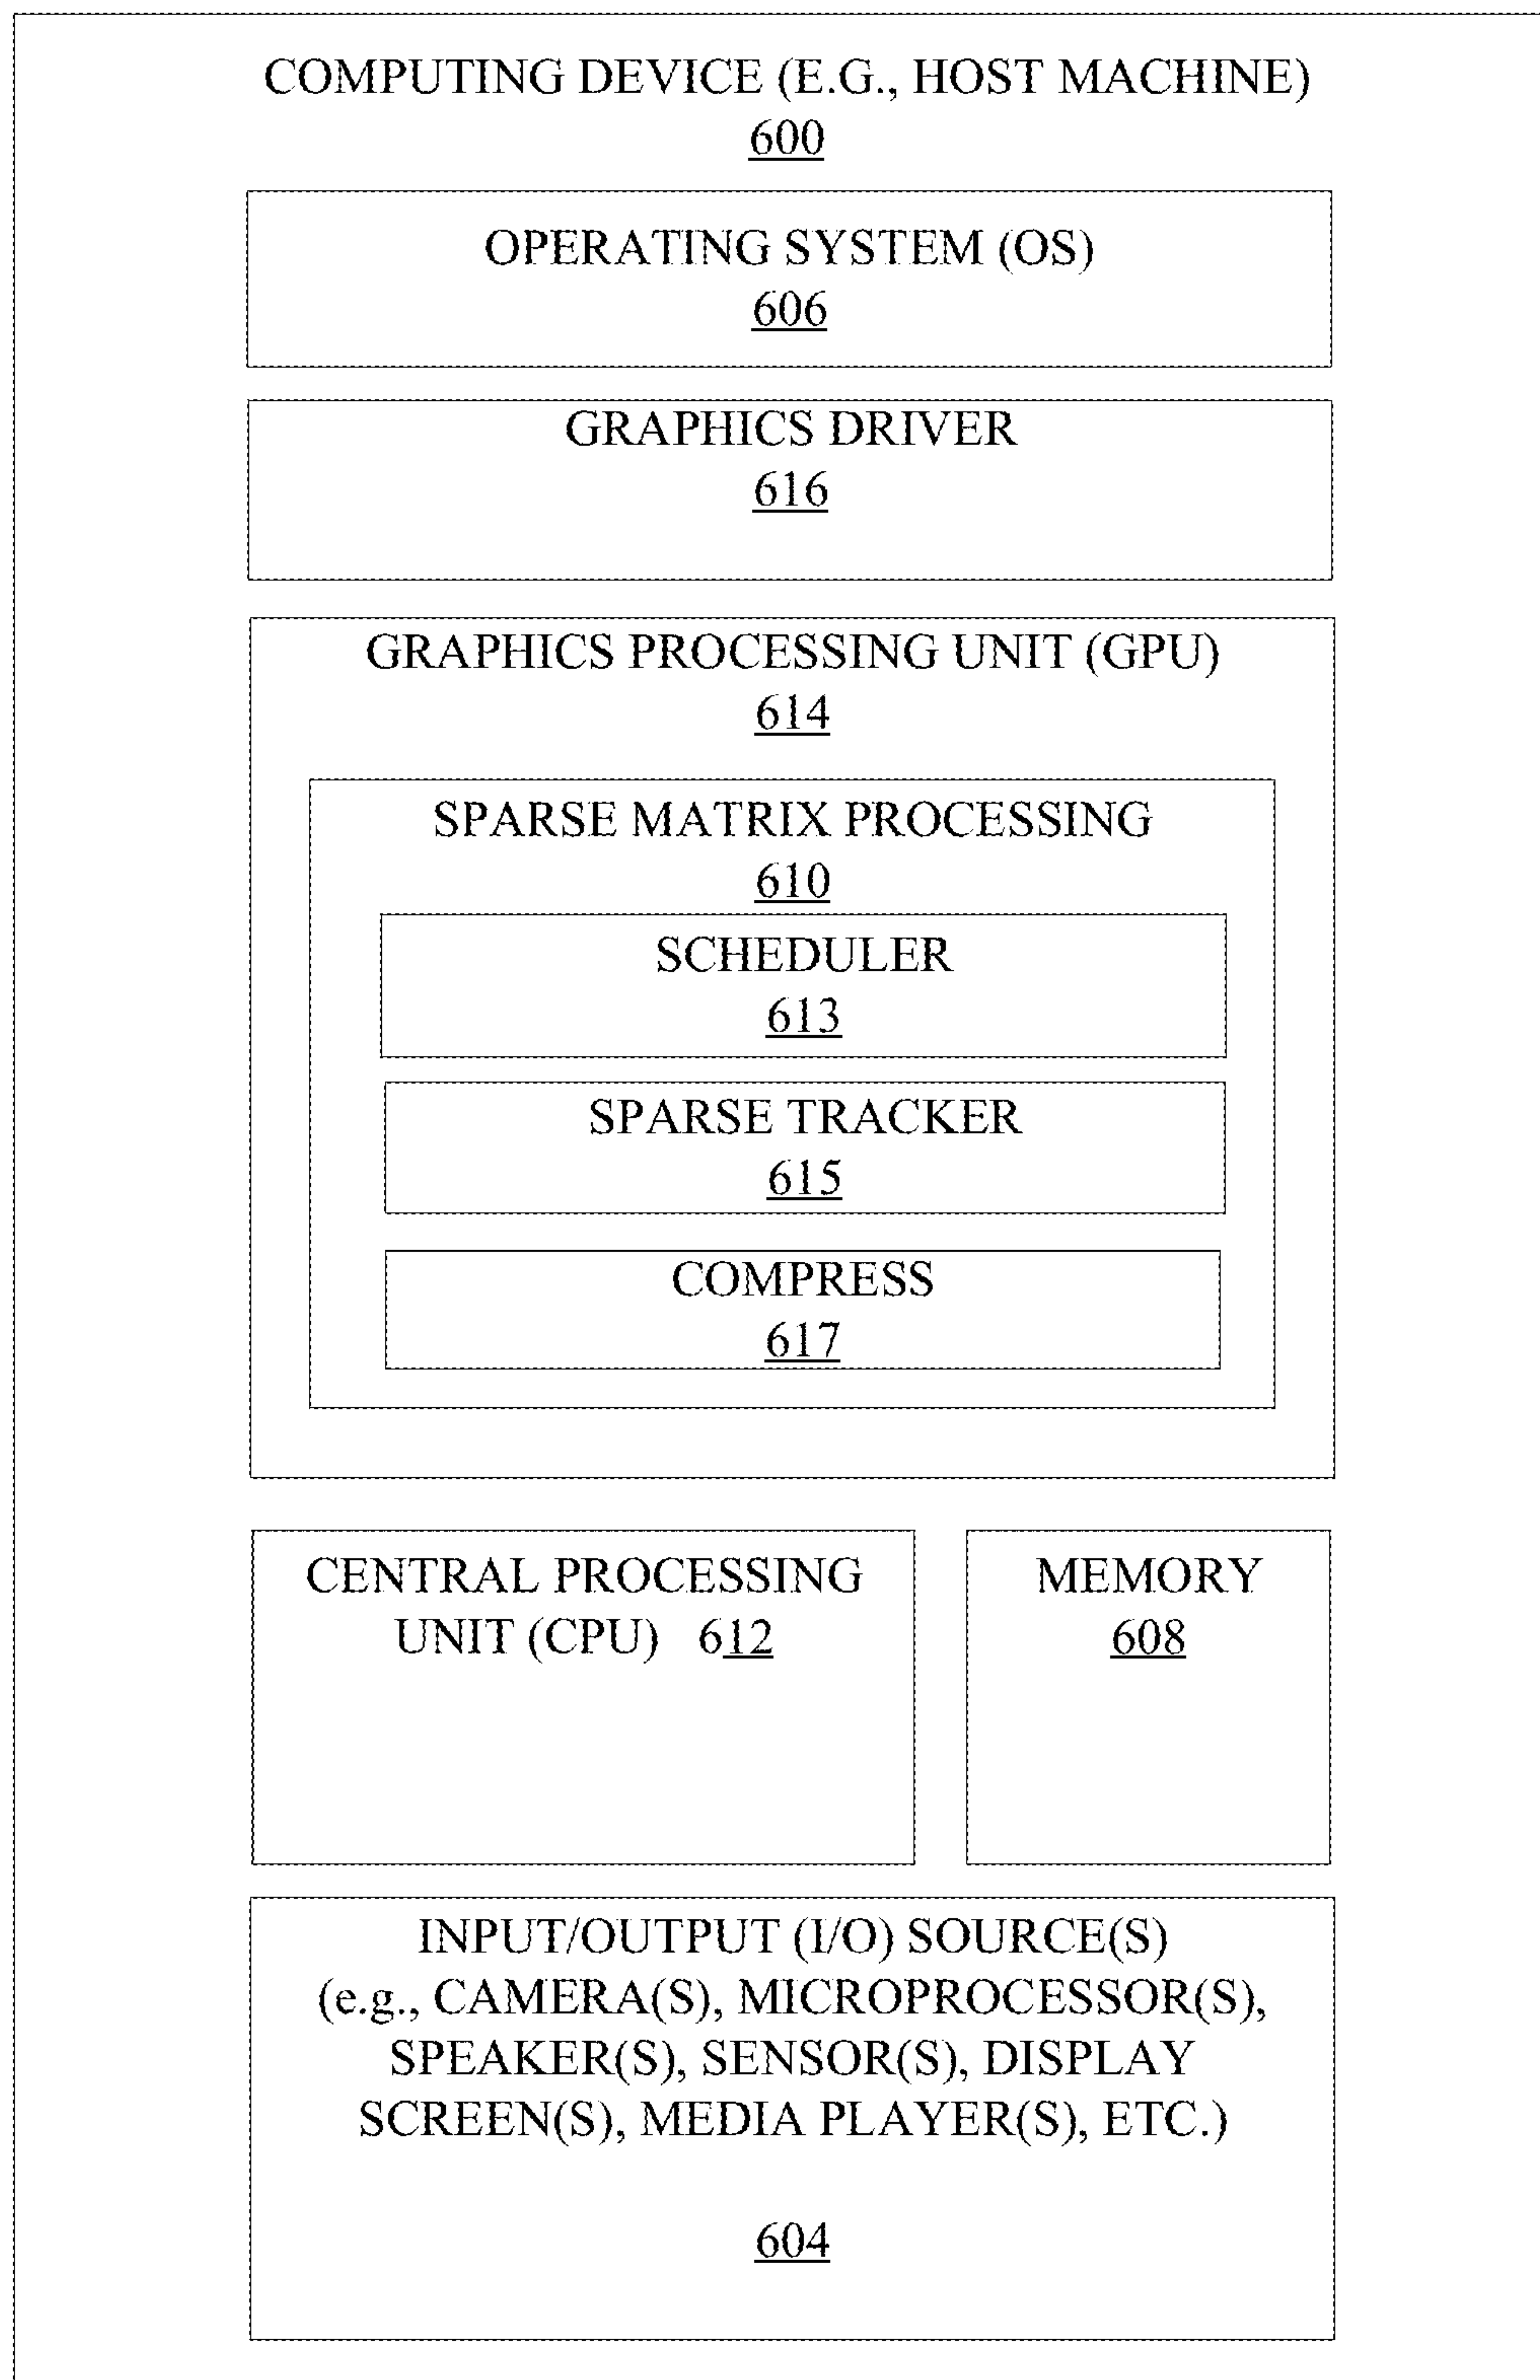 COMPUTING DEVICE (E.G., HOST MACHINE)
600
OPERATING SYSTEM (OS)
606
GRAPHICS DRIVER
616
GRAPHICS PROCESSING UNIT (GPU)
614
SPARSE MATRIX PROCESSING
610
SCHEDULER
613
SPARSE TRACKER
615
COMPRESS
617
CENTRAL PROCESSING
UNIT (CPU) 612
MEMORY
608
INPUT/OUTPUT (I/O) SOURCE(S)
(e.g., CAMERA(S), MICROPROCESSOR(S),
SPEAKER(S), SENSOR(S), DISPLAY
SCREEN(S), MEDIA PLAYER(S), ETC.)
604